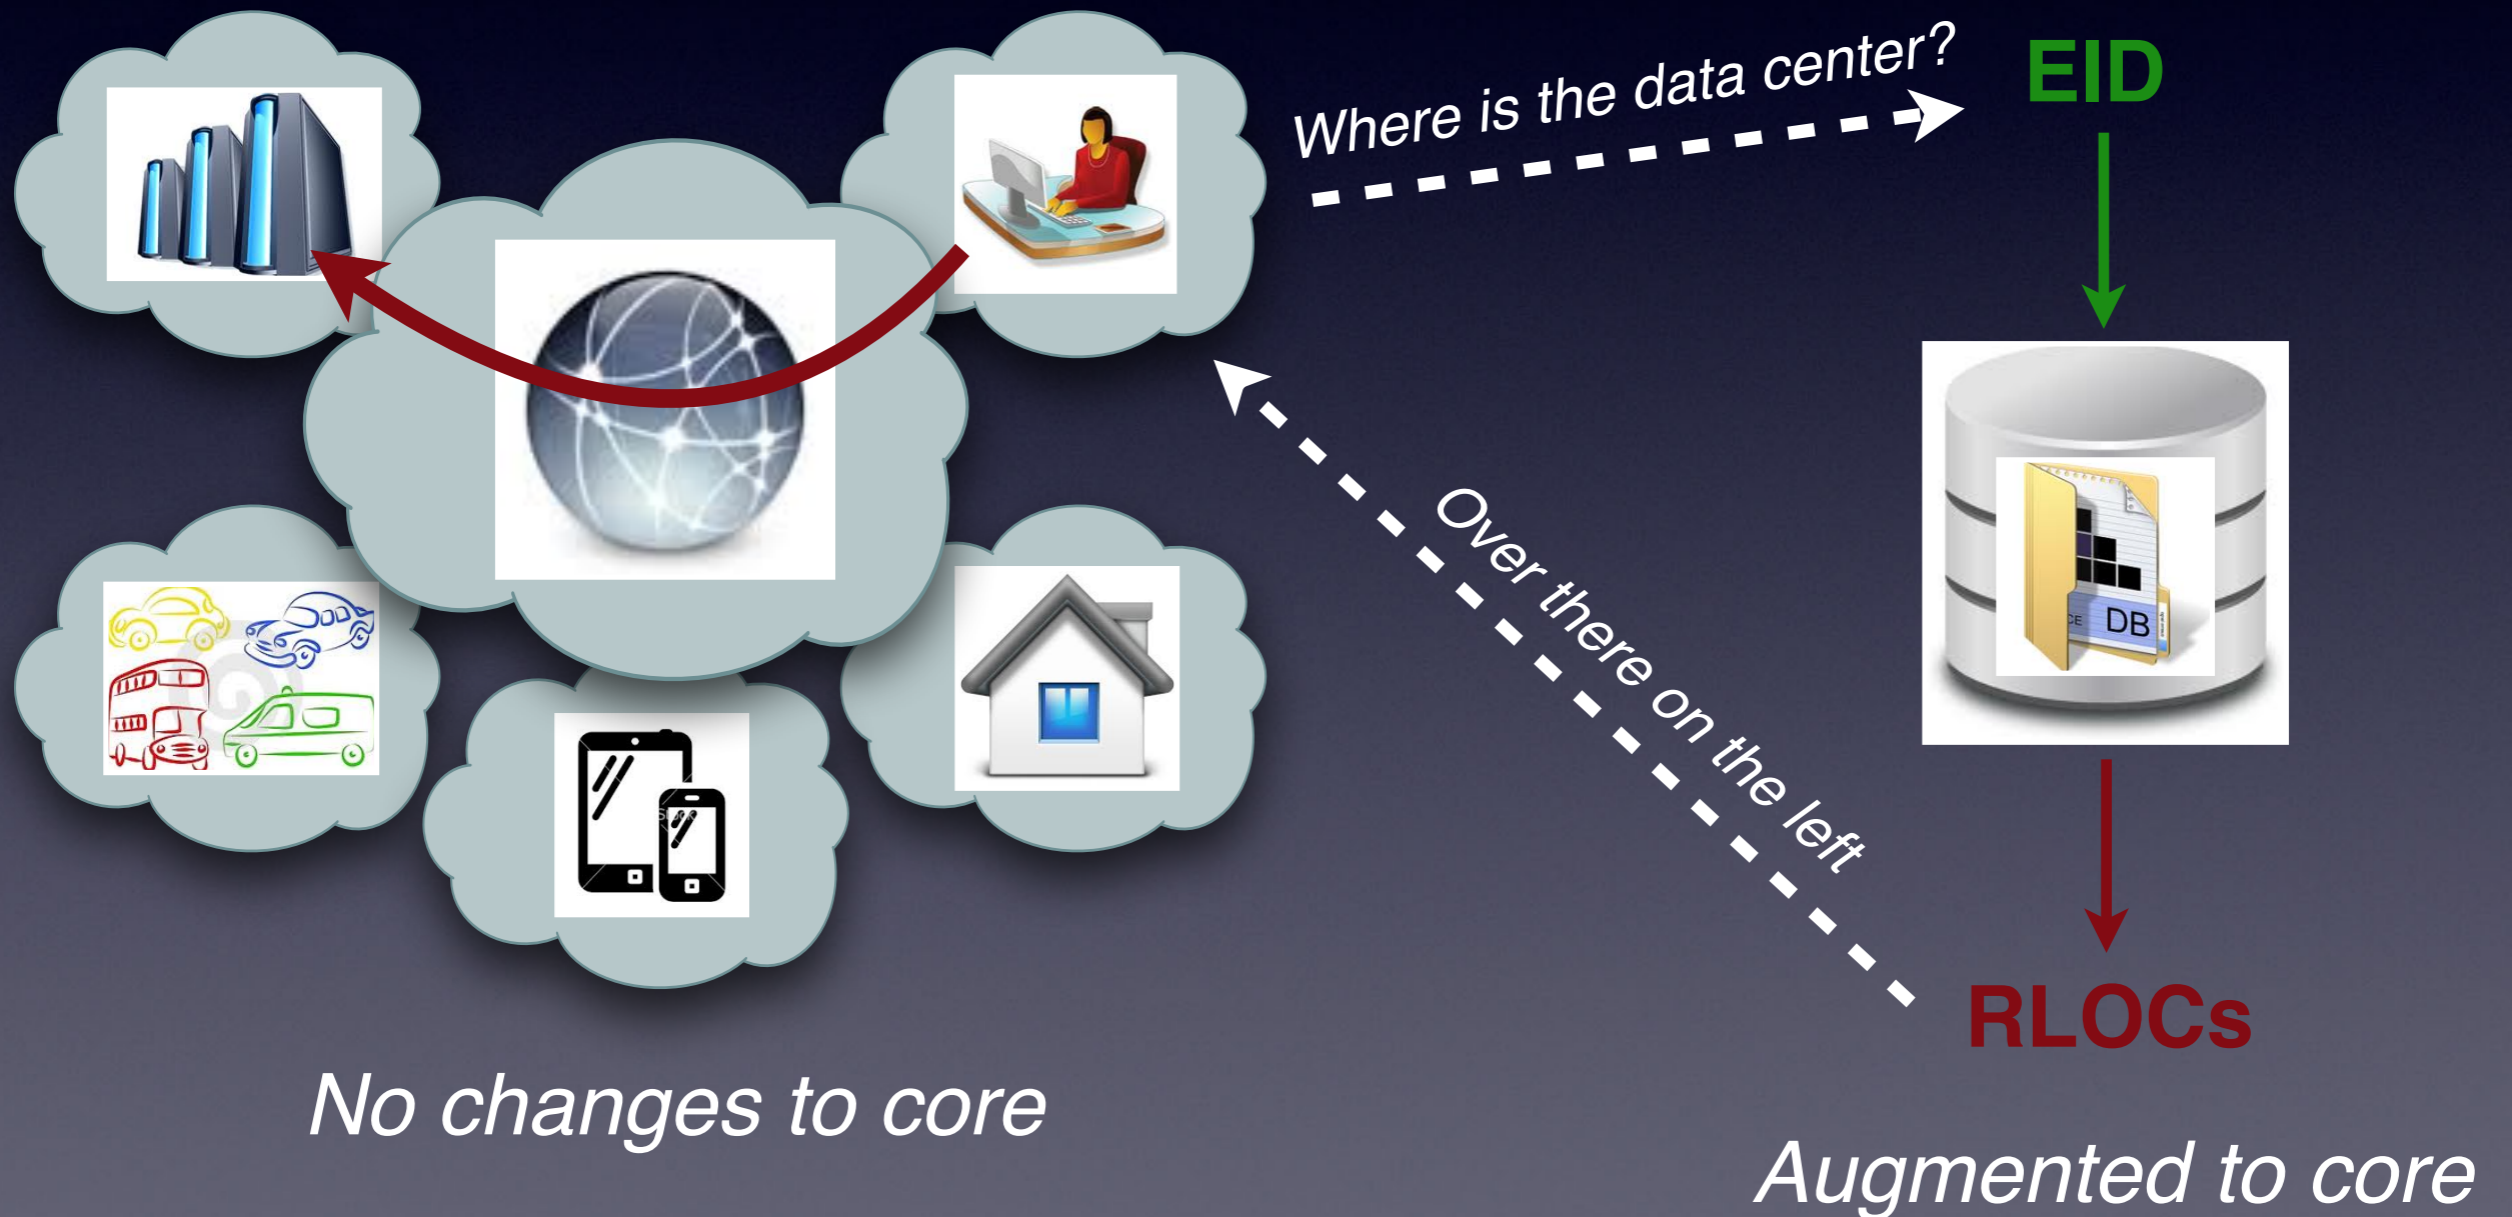 Where is the data center?
EID
Over there on the left
DB
RLOCs
No changes to core
Augmented to core